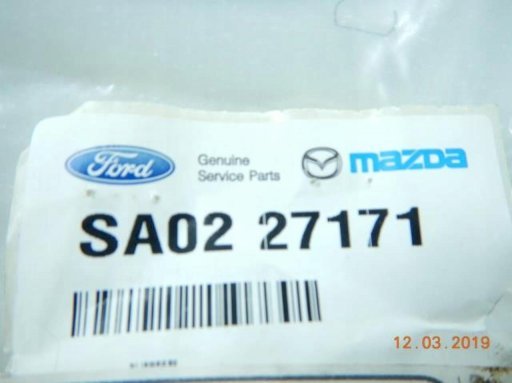 Ford Genuine Service Parts mazda
SA02 27171
12.03.2019